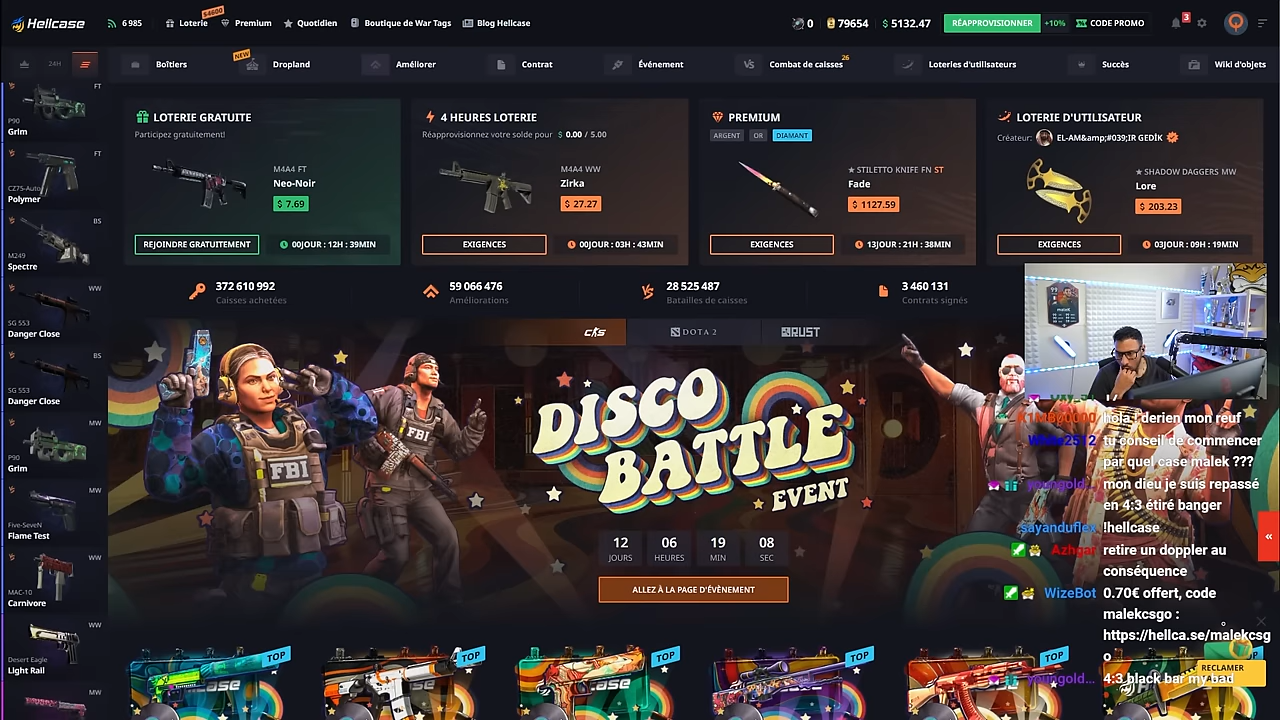 Hellcase
6 985
Loterie
$4600
Premium
Quotidien
Boutique de War Tags
Blog Hellcase
0
79654
$ 5132.47
RÉAPPROVISIONNER
+10%
CODE PROMO
3
24H
Boîtiers
NEW
Dropland
Améliorer
Contrat
Événement
Combat de caisses
26
Loteries d'utilisateurs
Succès
Wiki d'objets
FT
P90
Grim
FT
CZ75-Auto
Polymer
BS
M249
Spectre
WW
SG 553
Danger Close
BS
SG 553
Danger Close
MW
P90
Grim
MW
Five-SeveN
Flame Test
WW
MAC-10
Carnivore
WW
Desert Eagle
Light Rail
MW
LOTERIE GRATUITE
Participez gratuitement!
M4A4 FT
Neo-Noir
$ 7.69
REJOINDRE GRATUITEMENT
00JOUR : 12H : 39MIN
4 HEURES LOTERIE
Réapprovisionnez votre solde pour $ 0.00 / 5.00
M4A4 WW
Zirka
$ 27.27
EXIGENCES
00JOUR : 03H : 43MIN
PREMIUM
ARGENT
OR
DIAMANT
★ STILETTO KNIFE FN ST
Fade
$ 1127.59
EXIGENCES
13JOUR : 21H : 38MIN
LOTERIE D'UTILISATEUR
Créateur: EL-AM&amp;#039;IR GEDİK
★ SHADOW DAGGERS MW
Lore
$ 203.23
EXIGENCES
03JOUR : 09H : 19MIN
372 610 992
Caisses achetées
59 066 476
Améliorations
28 525 487
Batailles de caisses
3 460 131
Contrats signés
CS
DOTA 2
RUST
FBI
FBI
DISCO
BATTLE
EVENT
12
JOURS
06
HEURES
19
MIN
08
SEC
ALLEZ À LA PAGE D'ÉVÈNEMENT
hola ! derien mon reuf
White2512 tu conseil de commencer
par quel case malek ???
youngold... mon dieu je suis repassé
en 4:3 étiré banger
sayanduflex !hellcase
Azhgar retire un doppler au
conséquence
WizeBot 0.70€ offert, code
malekcsgo :
https://hellca.se/malekcsg
o
youngold... 4:3 black bar my bad
RECLAMER
«
TOP
TOP
TOP
TOP
TOP